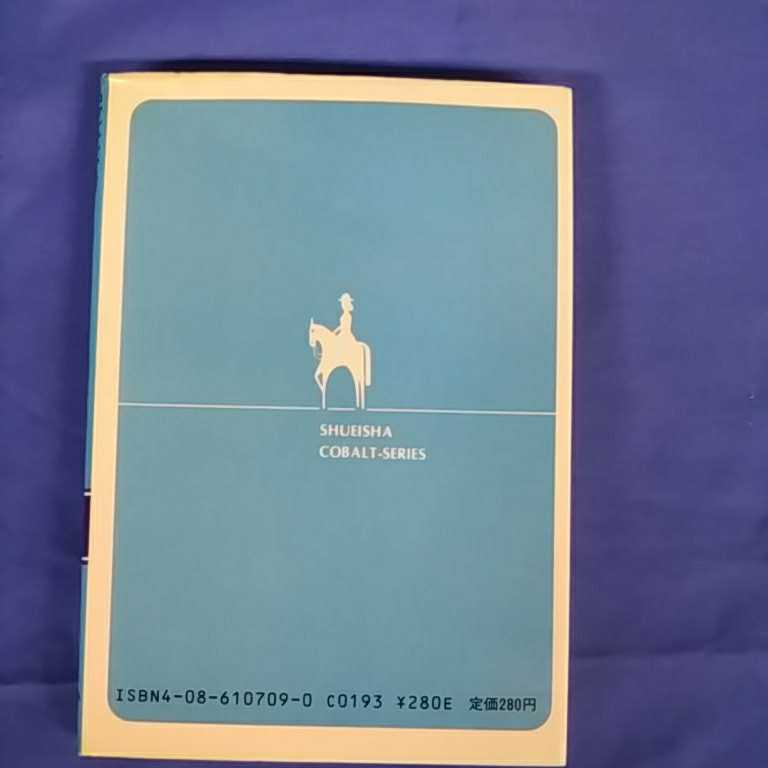 SHUEISHA
COBALT-SERIES
ISBN4-08-610709-0 C0193 ¥280E 定価280円